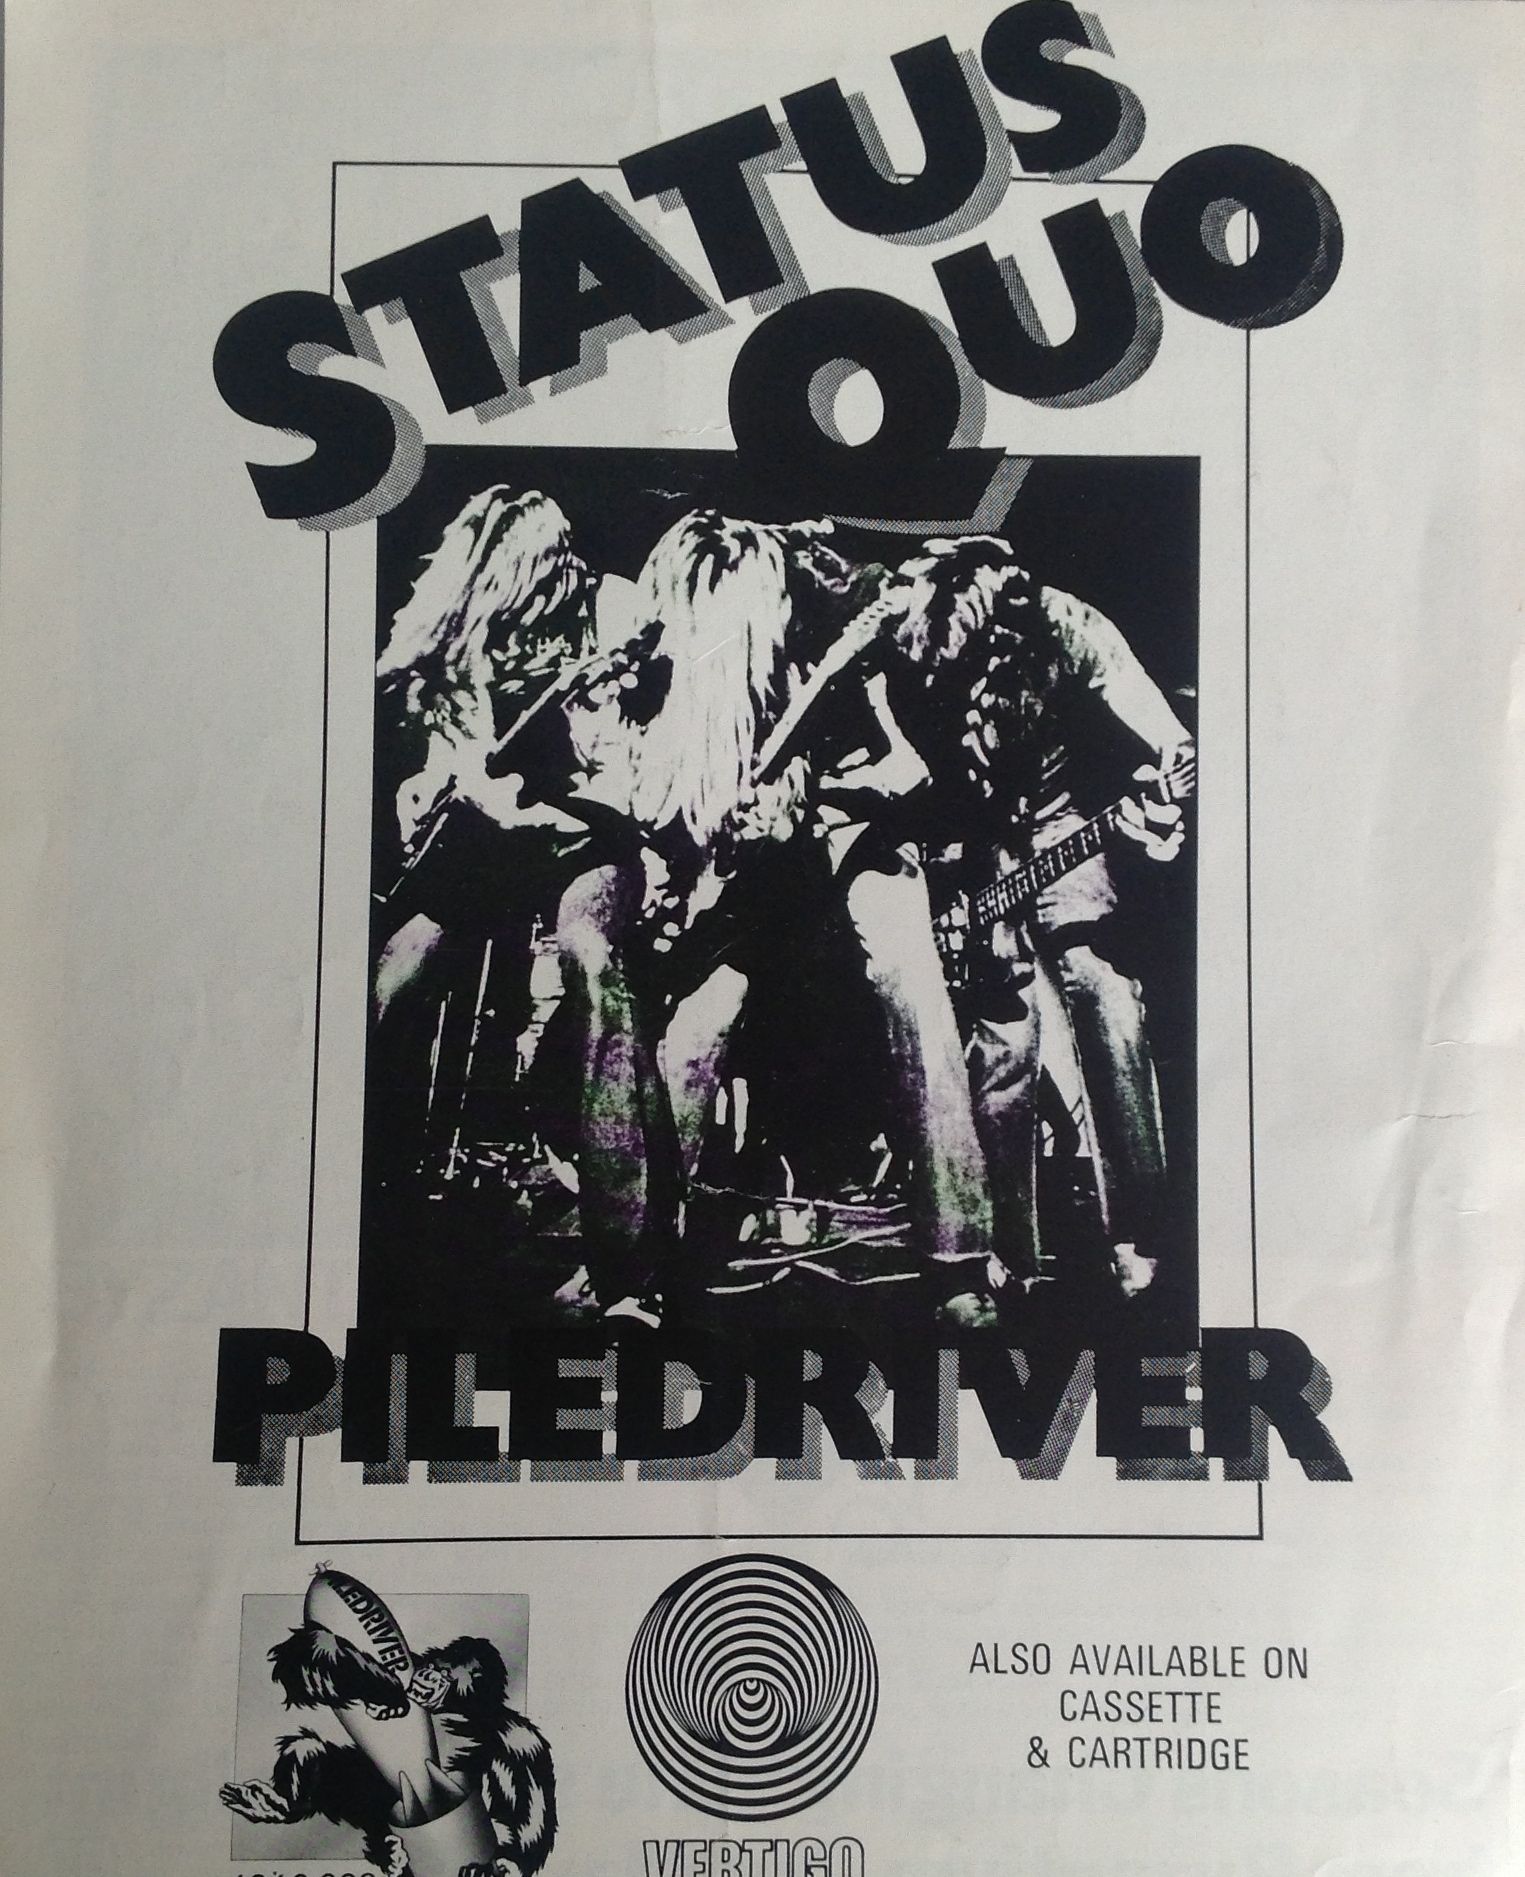 STATUS
QUO
PILEDRIVER
PILEDRIVER
VERTIGO
ALSO AVAILABLE ON
CASSETTE
& CARTRIDGE